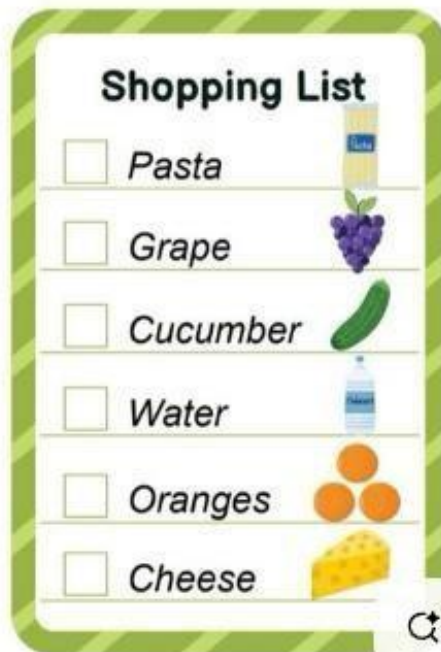 Shopping List
Pasta
Grape
Cucumber
Water
Oranges
Cheese